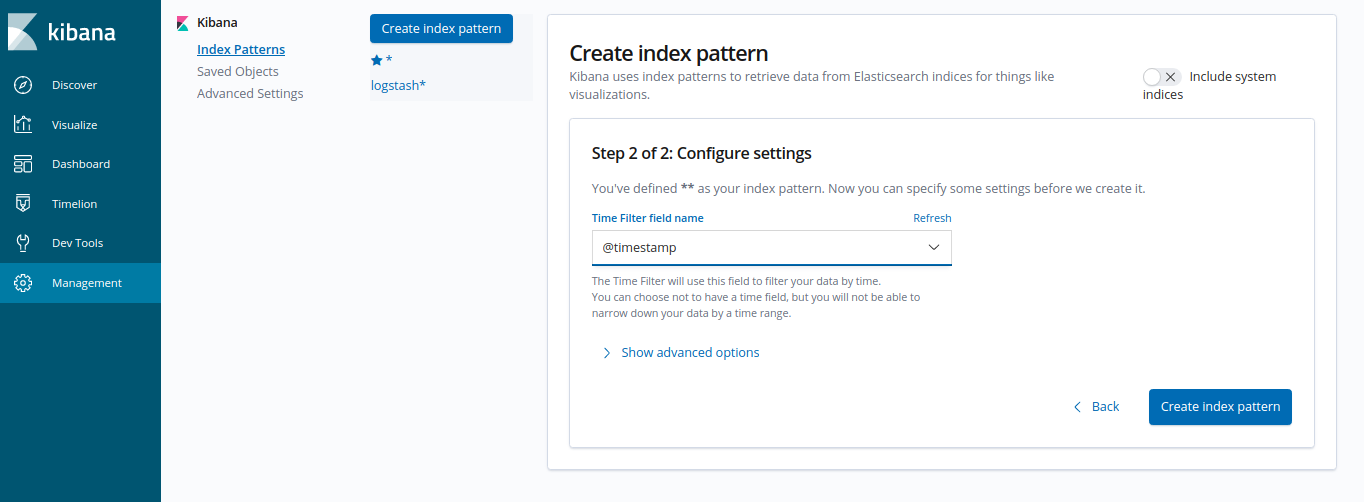 kibana
Discover
Visualize
Dashboard
Timelion
Dev Tools
Management
Kibana
Index Patterns
Saved Objects
Advanced Settings
Create index pattern
*
logstash*
Create index pattern
Kibana uses index patterns to retrieve data from Elasticsearch indices for things like
visualizations.
Include system
indices
Step 2 of 2: Configure settings
You've defined ** as your index pattern. Now you can specify some settings before we create it.
Time Filter field name
Refresh
@timestamp
The Time Filter will use this field to filter your data by time.
You can choose not to have a time field, but you will not be able to
narrow down your data by a time range.
Show advanced options
Back
Create index pattern